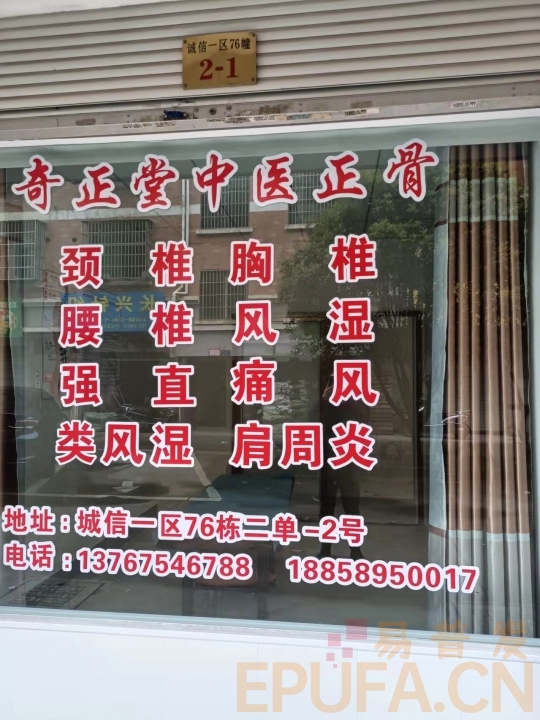 诚信一区76幢
2-1
奇正堂中医正骨
颈椎 胸椎
腰椎 风湿
强直 痛风
类风湿 肩周炎
地址:诚信一区76栋二单-2号
电话:13767546788 18858950017
易普发
EPUFA.CN